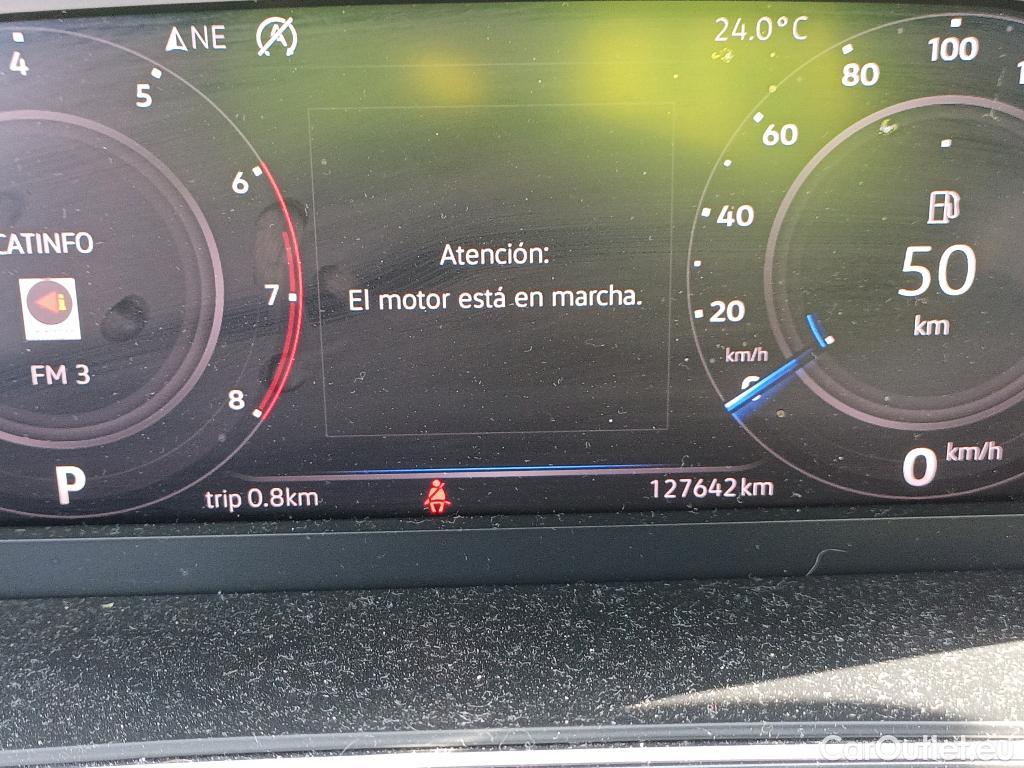 NE
24.0°C
4
5
6
7
8
CATINFO
FM 3
P
Atención:
El motor está en marcha.
100
80
60
40
20
km/h
0
50
km
0 km/h
trip 0.8km
127642km
CarOutlet.eu